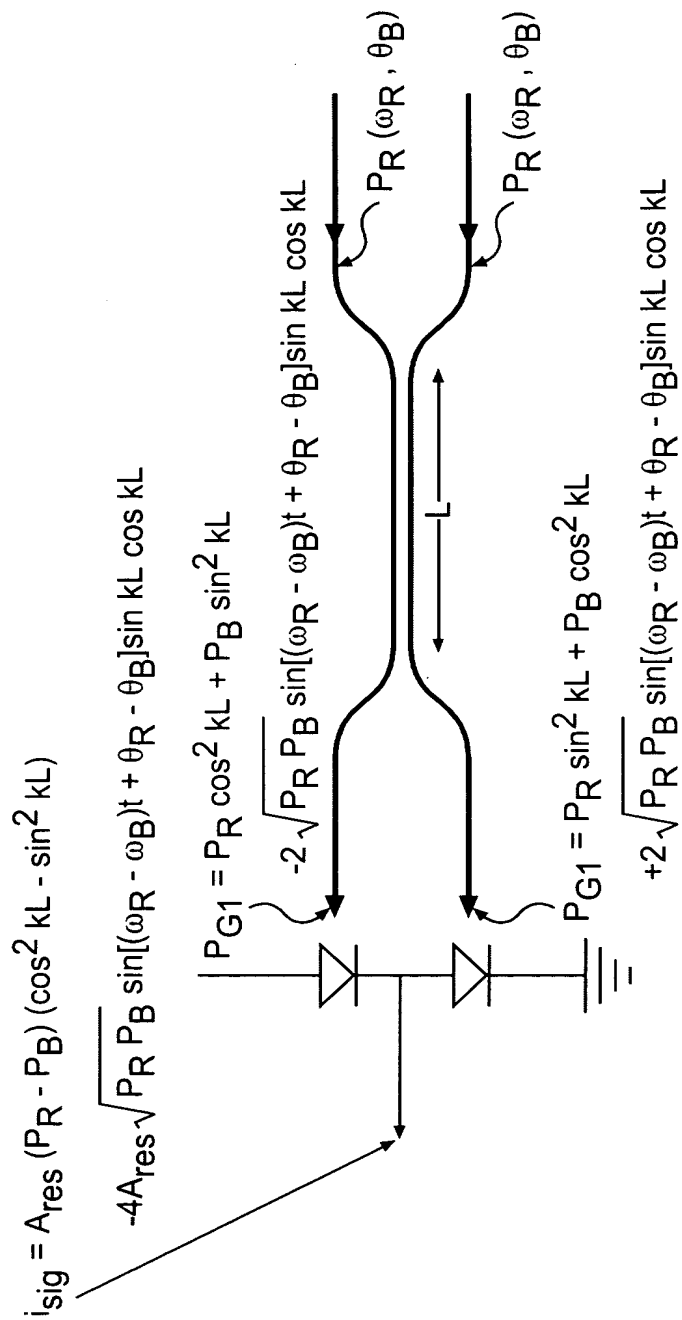 i_sig = A_res (P_R - P_B) (cos² kL - sin² kL)
-4A_res √P_R P_B sin[(ω_R - ω_B)t + θ_R - θ_B]sin kL cos kL
P_G1 = P_R cos² kL + P_B sin² kL
-2 √P_R P_B sin[(ω_R - ω_B)t + θ_R - θ_B]sin kL cos kL
P_R (ω_R , θ_B)
L
P_R (ω_R , θ_B)
P_G1 = P_R sin² kL + P_B cos² kL
+2 √P_R P_B sin[(ω_R - ω_B)t + θ_R - θ_B]sin kL cos kL